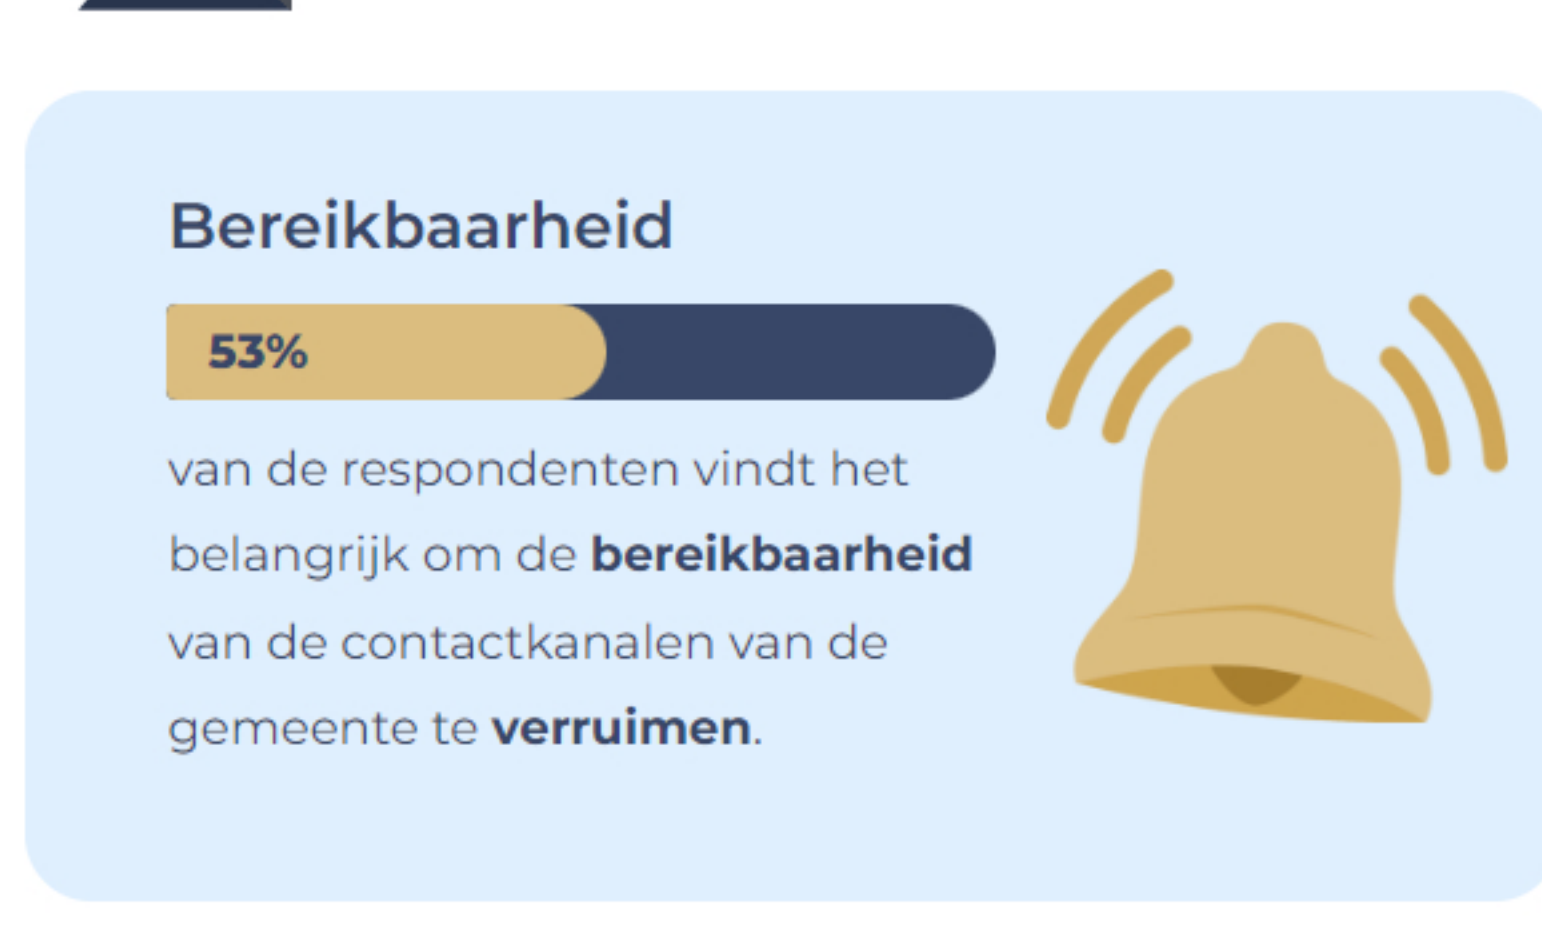 Bereikbaarheid
53%
van de respondenten vindt het
belangrijk om de bereikbaarheid
van de contactkanalen van de
gemeente te verruimen.